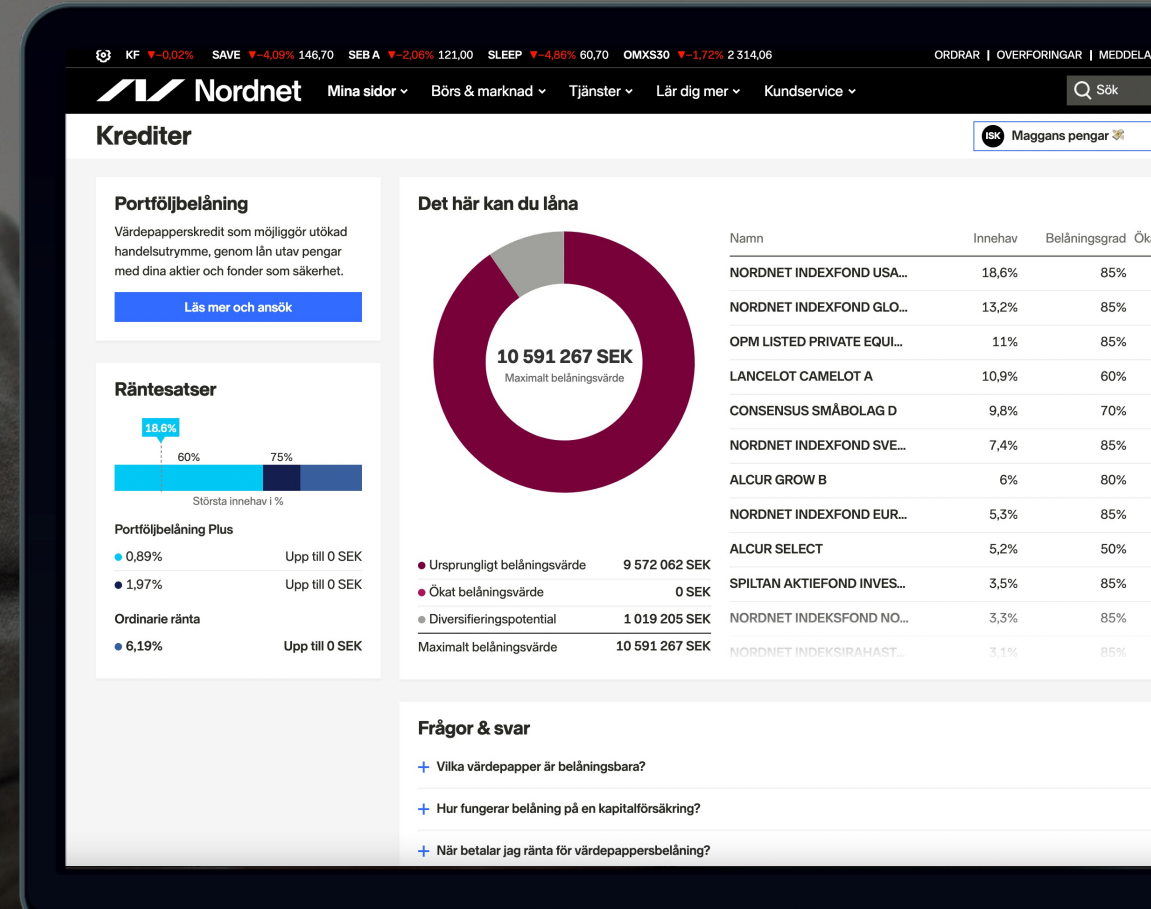 KF ▼−0,02% SAVE ▼−4,09% 146,70 SEB A ▼−2,06% 121,00 SLEEP ▼−4,86% 60,70 OMXS30 ▼−1,72% 2 314,06 ORDRAR | OVERFORINGAR | MEDDELA
Nordnet Mina sidor Börs & marknad Tjänster Lär dig mer Kundservice Sök
Krediter
ISK Maggans pengar 💸
Portföljbelåning
Värdepapperskredit som möjliggör utökad
handelsutrymme, genom lån utav pengar
med dina aktier och fonder som säkerhet.
Läs mer och ansök
Räntesatser
18.6%
60% 75%
Största innehav i %
Portföljbelåning Plus
0,89% Upp till 0 SEK
1,97% Upp till 0 SEK
Ordinarie ränta
6,19% Upp till 0 SEK
Det här kan du låna
10 591 267 SEK
Maximalt belåningsvärde
Ursprungligt belåningsvärde 9 572 062 SEK
Ökat belåningsvärde 0 SEK
Diversifieringspotential 1 019 205 SEK
Maximalt belåningsvärde 10 591 267 SEK
Namn Innehav Belåningsgrad Öka
NORDNET INDEXFOND USA... 18,6% 85%
NORDNET INDEXFOND GLO... 13,2% 85%
OPM LISTED PRIVATE EQUI... 11% 85%
LANCELOT CAMELOT A 10,9% 60%
CONSENSUS SMÅBOLAG D 9,8% 70%
NORDNET INDEXFOND SVE... 7,4% 85%
ALCUR GROW B 6% 80%
NORDNET INDEXFOND EUR... 5,3% 85%
ALCUR SELECT 5,2% 50%
SPILTAN AKTIEFOND INVES... 3,5% 85%
NORDNET INDEKSFOND NO... 3,3% 85%
NORDNET INDEKSIRAHAST... 3,1% 85%
Frågor & svar
+ Vilka värdepapper är belåningsbara?
+ Hur fungerar belåning på en kapitalförsäkring?
+ När betalar jag ränta för värdepappersbelåning?